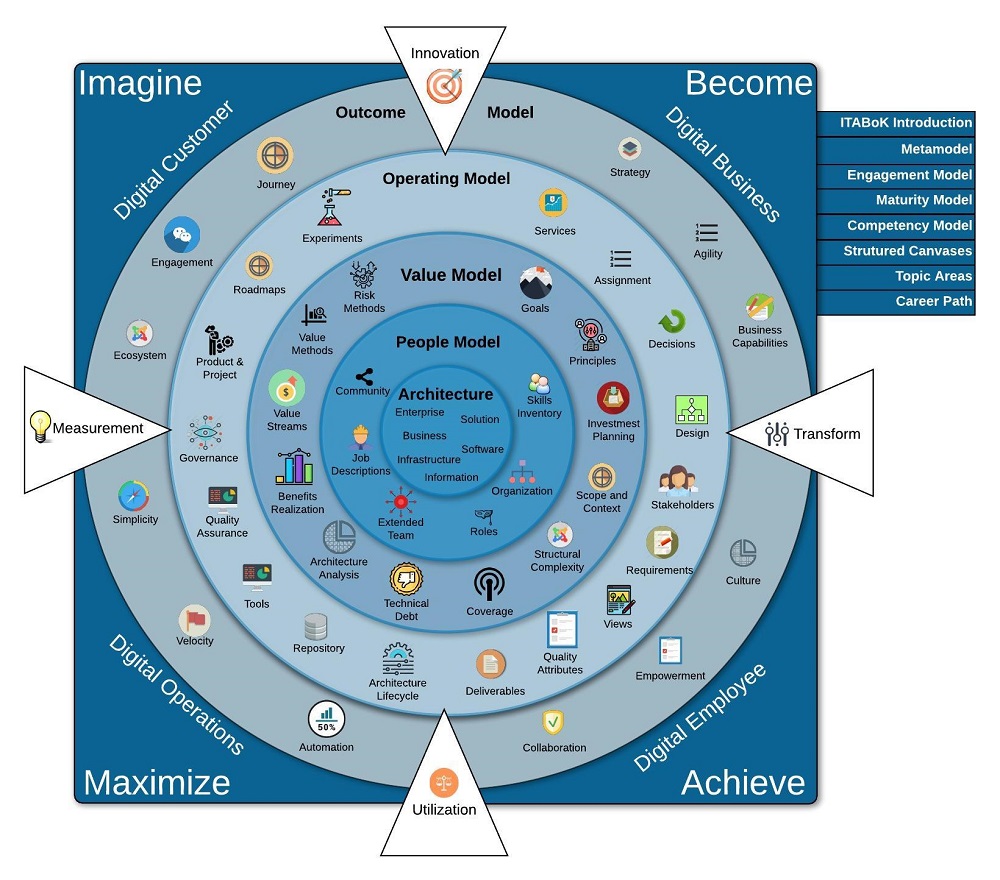 Innovation
Imagine
Become
Outcome
Model
Digital Customer
Digital Business
ITABoK Introduction
Metamodel
Engagement Model
Maturity Model
Competency Model
Strutured Canvases
Topic Areas
Career Path
Journey
Strategy
Engagement
Agility
Ecosystem
Business
Capabilities
Operating Model
Experiments
Services
Roadmaps
Assignment
Product &
Project
Decisions
Value Model
Risk
Methods
Goals
Value
Methods
Principles
People Model
Community
Skills
Inventory
Value
Streams
Investmest
Planning
Architecture
Enterprise
Solution
Business
Software
Infrastructure
Information
Measurement
Transform
Governance
Design
Job
Descriptions
Organization
Benefits
Realization
Scope and
Context
Stakeholders
Simplicity
Quality
Assurance
Extended
Team
Roles
Architecture
Analysis
Structural
Complexity
Requirements
Culture
Tools
Technical
Debt
Coverage
Views
Velocity
Repository
Quality
Attributes
Empowerment
Architecture
Lifecycle
Deliverables
Automation
50%
Collaboration
Digital Operations
Digital Employee
Maximize
Achieve
Utilization